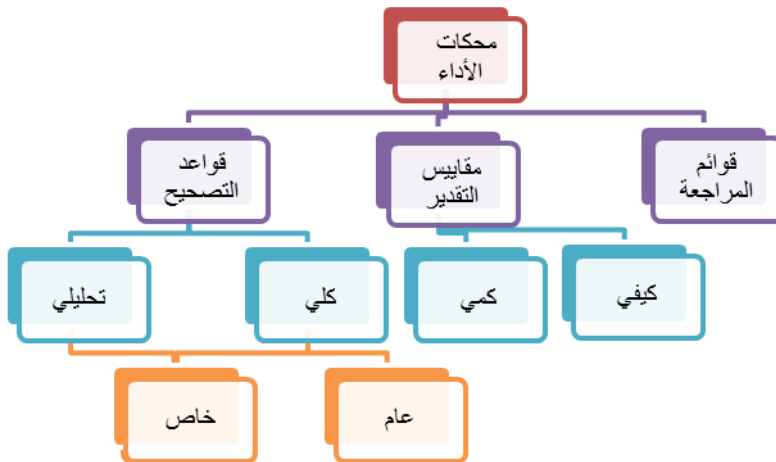 محكات
الأداء
قوائم
المراجعة
مقاييس
التقدير
قواعد
التصحيح
كيفي
كمي
كلي
تحليلي
عام
خاص